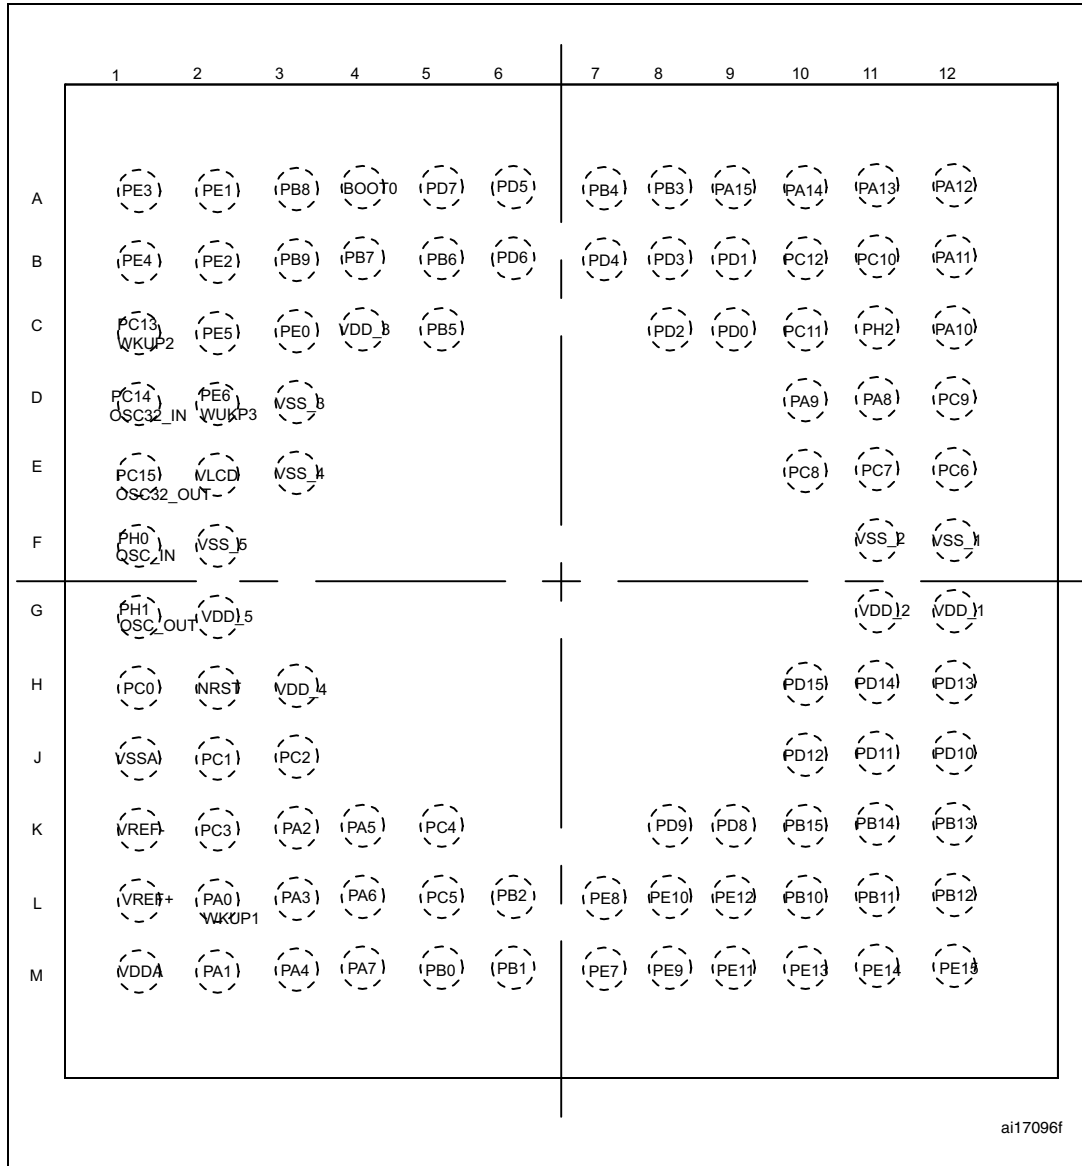 1 2 3 4 5 6 7 8 9 10 11 12
A PE3 PE1 PB8 BOOT0 PD7 PD5 PB4 PB3 PA15 PA14 PA13 PA12
B PE4 PE2 PB9 PB7 PB6 PD6 PD4 PD3 PD1 PC12 PC10 PA11
C PC13 WKUP2 PE5 PE0 VDD_3 PB5 PD2 PD0 PC11 PH2 PA10
D PC14 OSC32_IN PE6 WUKP3 VSS_3 PA9 PA8 PC9
E PC15 OSC32_OUT VLCD VSS_4 PC8 PC7 PC6
F PH0 OSC_IN VSS_5 VSS_2 VSS_1
G PH1 OSC_OUT VDD_5 VDD_2 VDD_1
H PC0 NRST VDD_4 PD15 PD14 PD13
J VSSA PC1 PC2 PD12 PD11 PD10
K VREF- PC3 PA2 PA5 PC4 PD9 PD8 PB15 PB14 PB13
L VREF+ PA0 WKUP1 PA3 PA6 PC5 PB2 PE8 PE10 PE12 PB10 PB11 PB12
M VDDA PA1 PA4 PA7 PB0 PB1 PE7 PE9 PE11 PE13 PE14 PE15
ai17096f